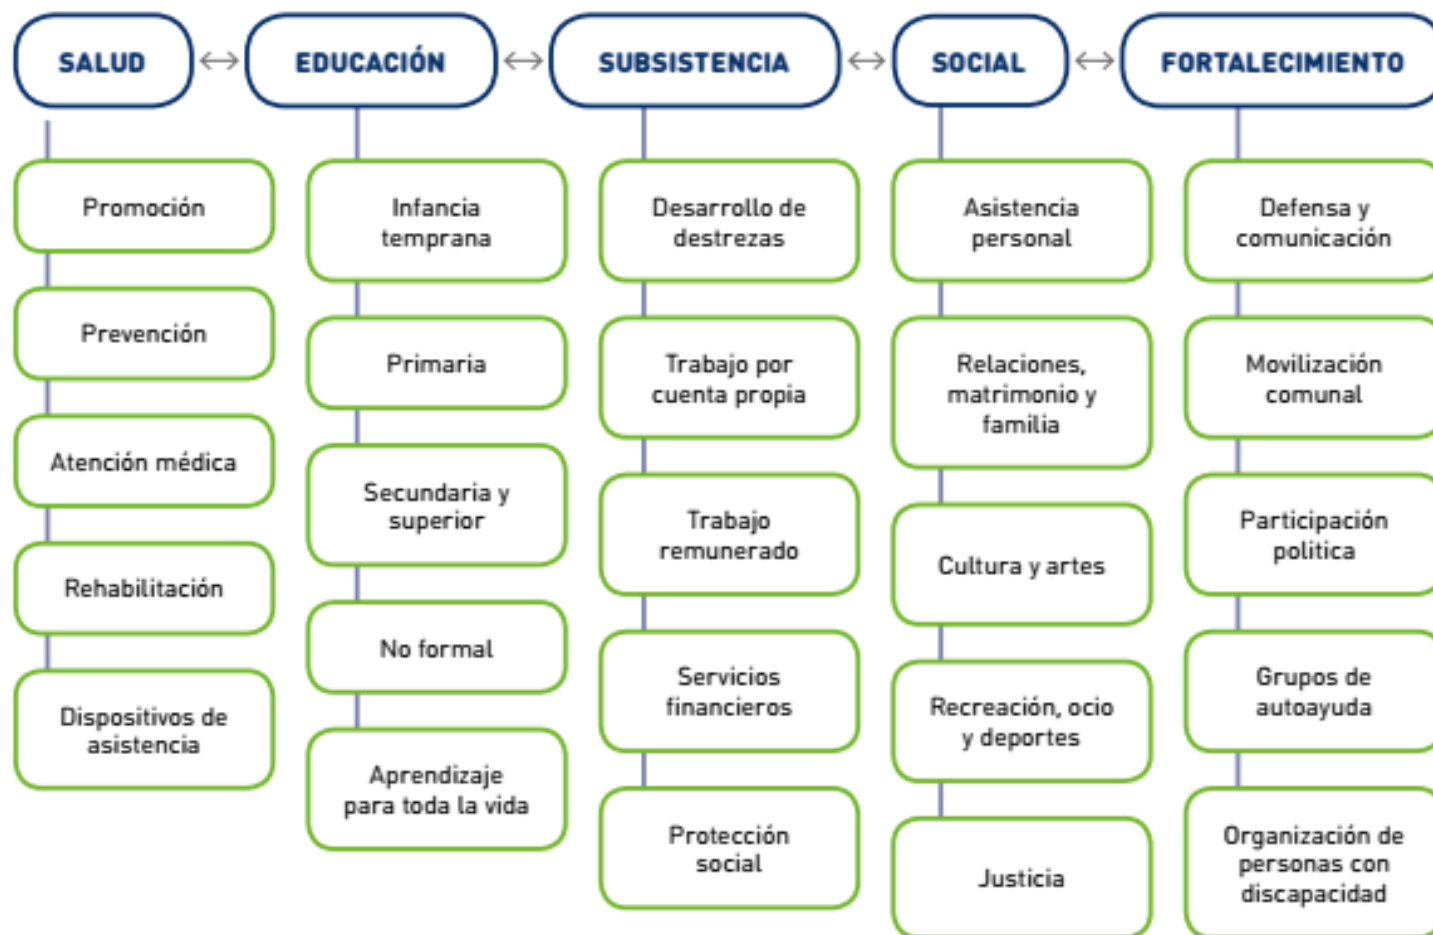 SALUD
EDUCACIÓN
SUBSISTENCIA
SOCIAL
FORTALECIMIENTO
Promoción
Prevención
Atención médica
Rehabilitación
Dispositivos de
asistencia
Infancia
temprana
Primaria
Secundaria y
superior
No formal
Aprendizaje
para toda la vida
Desarrollo de
destrezas
Trabajo por
cuenta propia
Trabajo
remunerado
Servicios
financieros
Protección
social
Asistencia
personal
Relaciones,
matrimonio y
familia
Cultura y artes
Recreación, ocio
y deportes
Justicia
Defensa y
comunicación
Movilización
comunal
Participación
politica
Grupos de
autoayuda
Organización de
personas con
discapacidad